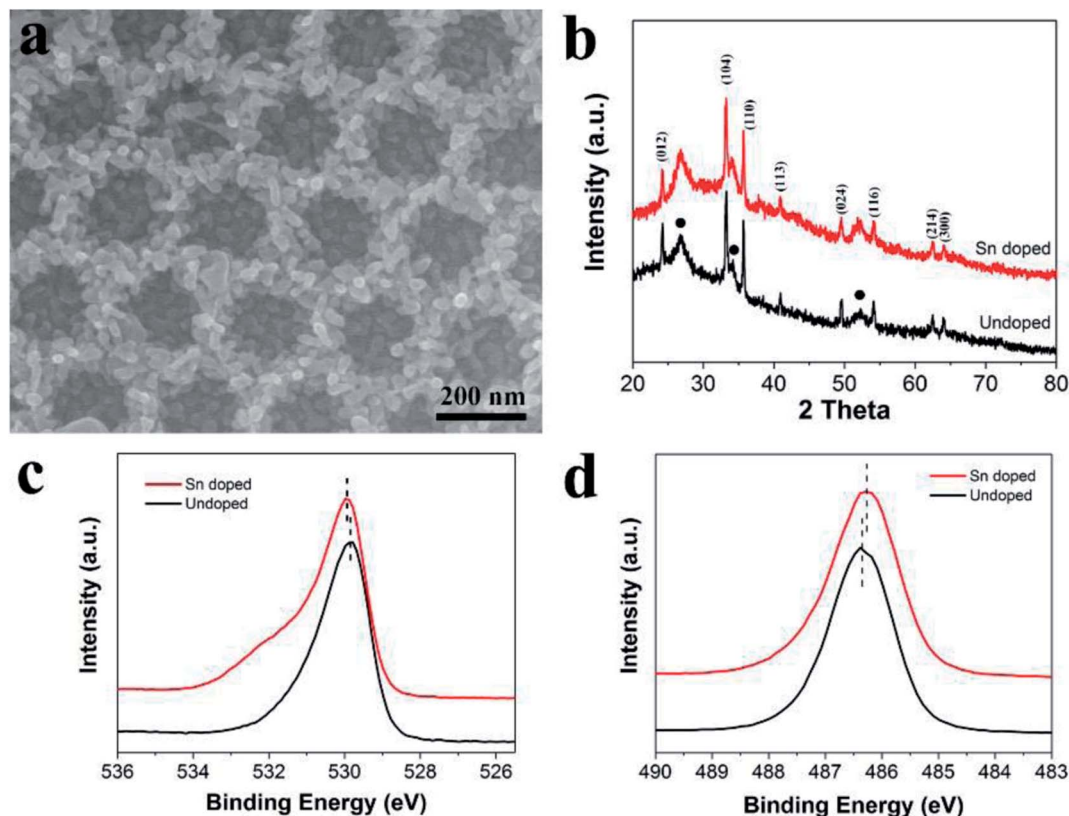 a
200 nm
b
Intensity (a.u.)
(012)
(104)
(110)
(113)
(024)
(116)
(214)
(300)
Sn doped
Undoped
20 30 40 50 60 70 80
2 Theta
c
Sn doped
Undoped
Intensity (a.u.)
536 534 532 530 528 526
Binding Energy (eV)
d
Sn doped
Undoped
Intensity (a.u.)
490 489 488 487 486 485 484 483
Binding Energy (eV)